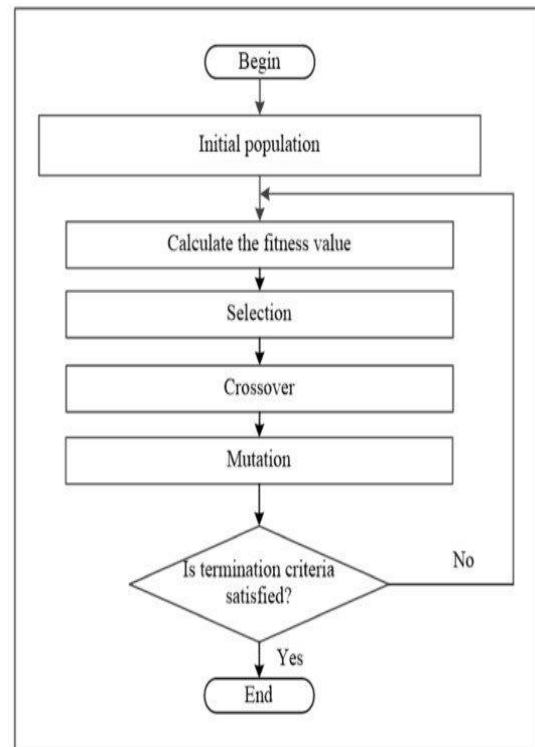 Begin
Initial population
Calculate the fitness value
Selection
Crossover
Mutation
Is termination criteria
satisfied?
No
Yes
End